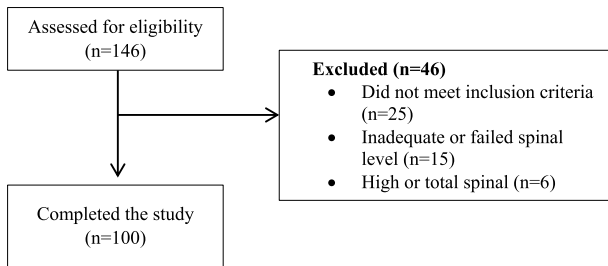 Assessed for eligibility
(n=146)
Excluded (n=46)
• Did not meet inclusion criteria
(n=25)
• Inadequate or failed spinal
level (n=15)
• High or total spinal (n=6)
Completed the study
(n=100)